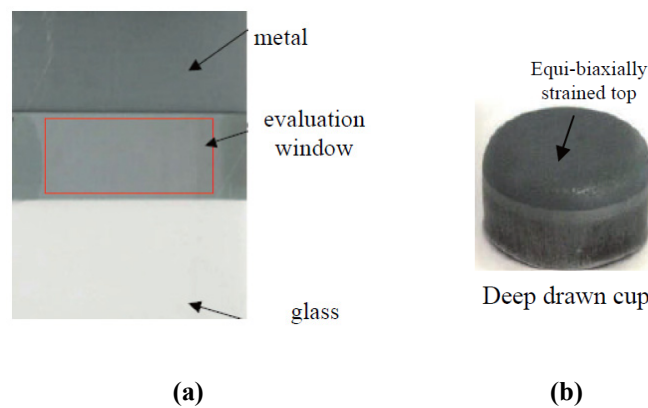 metal
evaluation
window
glass
(a)
Equi-biaxially
strained top
Deep drawn cup
(b)